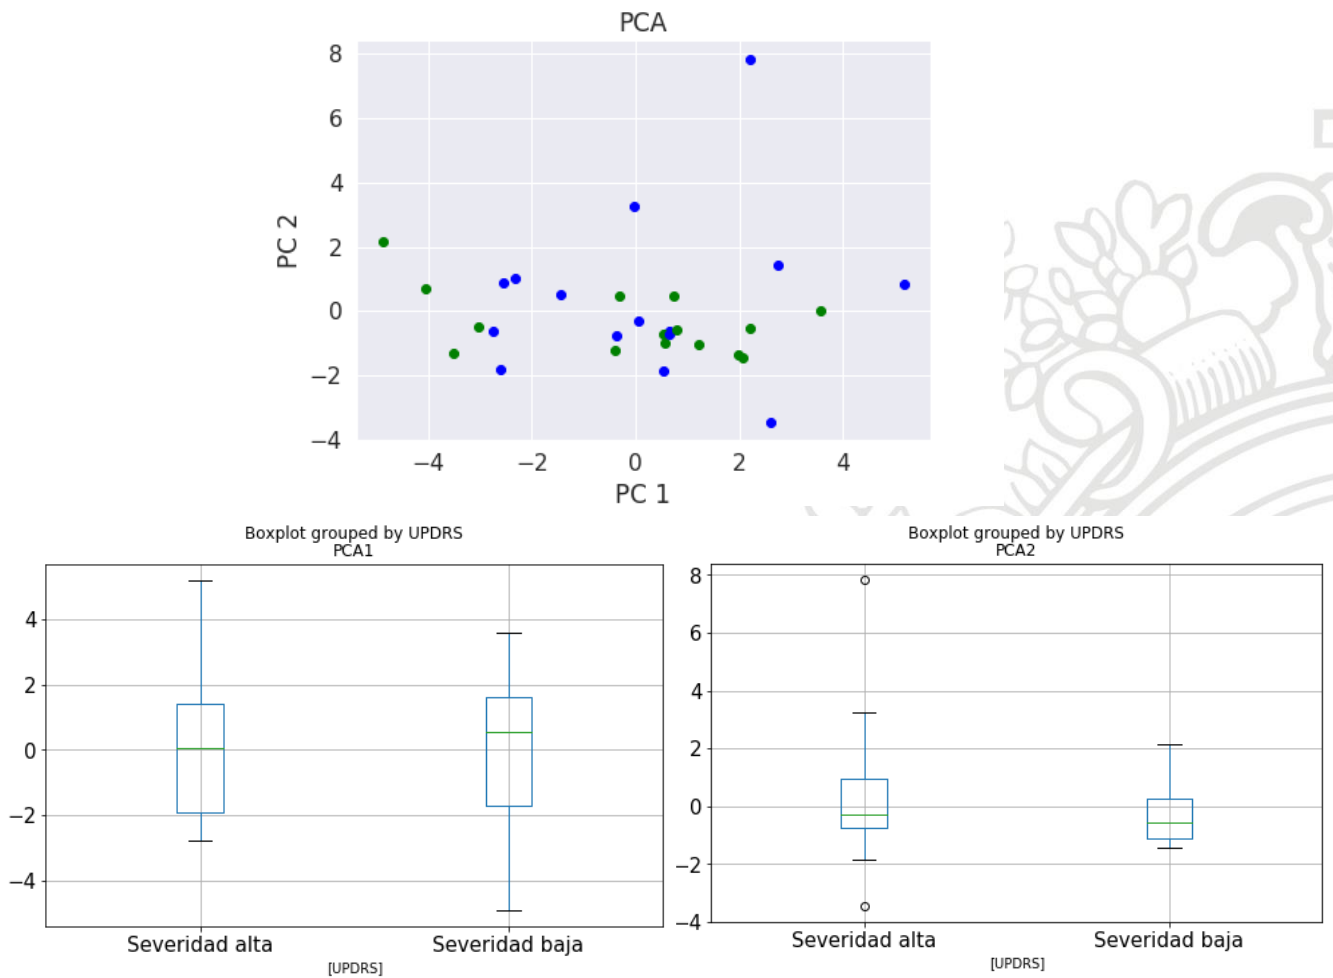 PCA
8
6
4
2
0
−2
−4
PC 2
−4 −2 0 2 4
PC 1
Boxplot grouped by UPDRS
PCA1
4
2
0
−2
−4
Severidad alta Severidad baja
[UPDRS]
Boxplot grouped by UPDRS
PCA2
8
6
4
2
0
−2
−4
Severidad alta Severidad baja
[UPDRS]